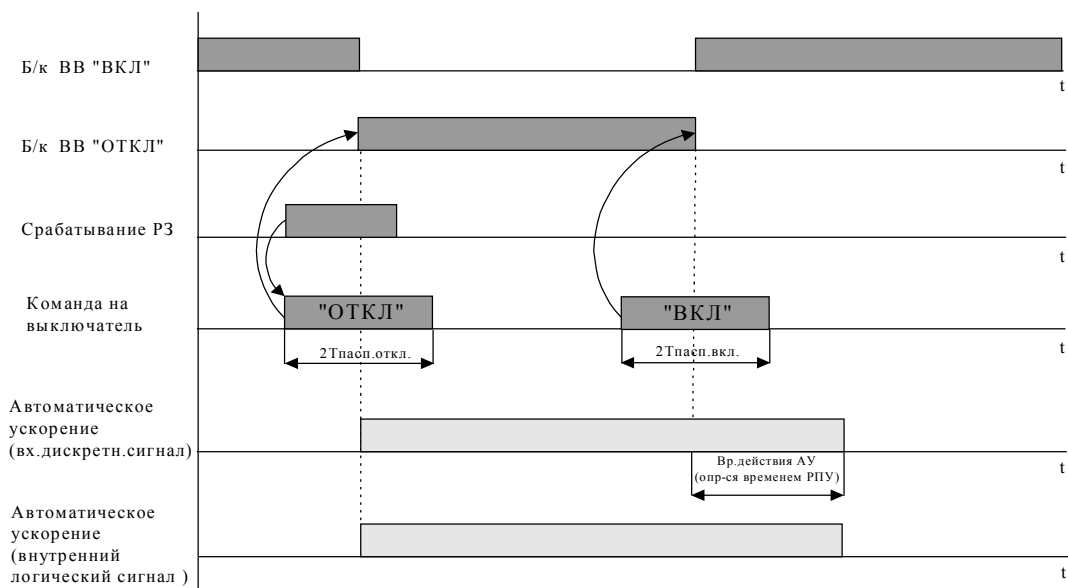 Б/к ВВ "ВКЛ"
t
Б/к ВВ "ОТКЛ"
t
Срабатывание РЗ
t
Команда на
выключатель
"ОТКЛ"
"ВКЛ"
t
2Тпасп.откл.
2Тпасп.вкл.
Автоматическое
ускорение
(вх.дискретн.сигнал)
t
Вр.действия АУ
(опр-ся временем РПУ)
Автоматическое
ускорение
(внутренний
логический сигнал )
t